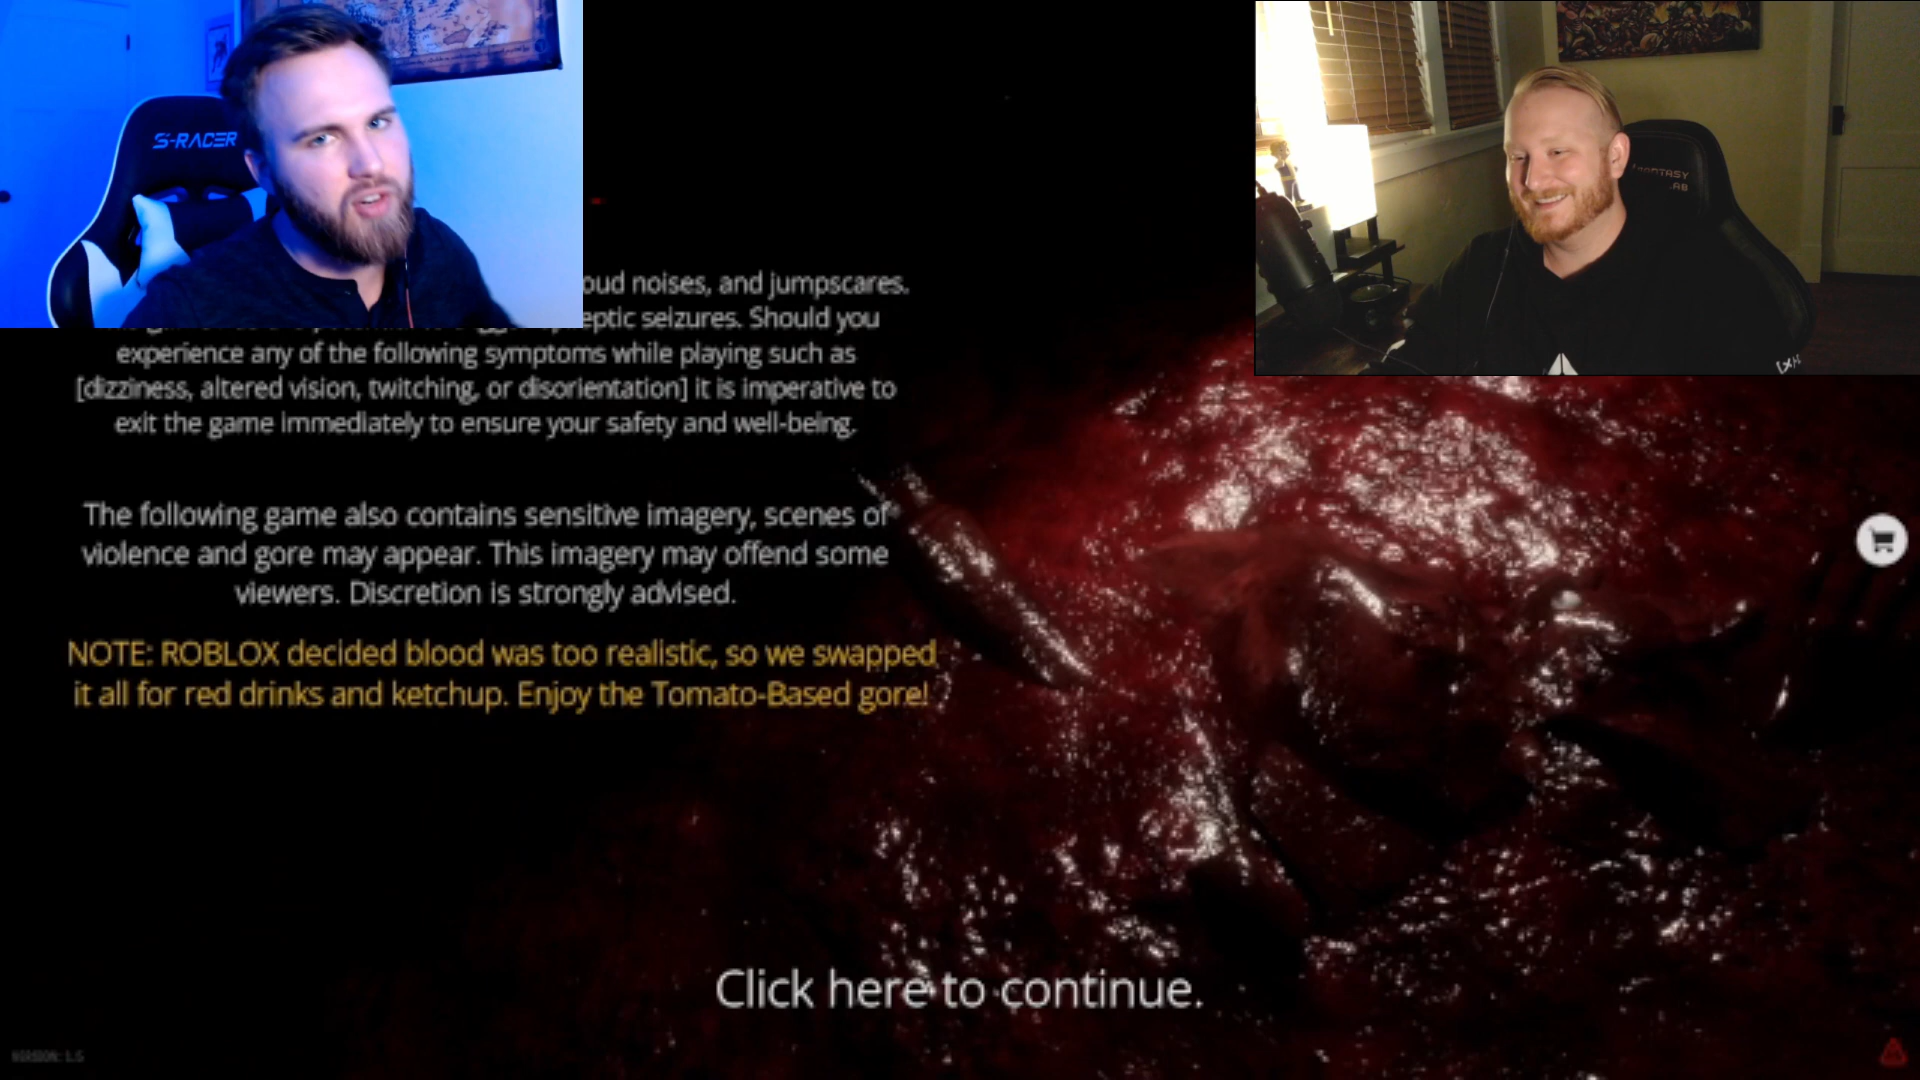 S-RACER
oud noises, and jumpscares.
eptic seizures. Should you
experience any of the following symptoms while playing such as
[dizziness, altered vision, twitching, or disorientation] it is imperative to
exit the game immediately to ensure your safety and well-being.
The following game also contains sensitive imagery, scenes of
violence and gore may appear. This imagery may offend some
viewers. Discretion is strongly advised.
NOTE: ROBLOX decided blood was too realistic, so we swapped
it all for red drinks and ketchup. Enjoy the Tomato-Based gore!
Click here to continue.
VERSION: 1.5